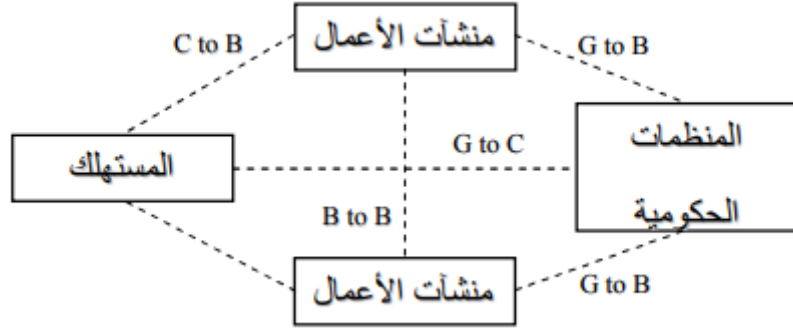 منشآت الأعمال
C to B
G to B
المنظمات
الحكومية
G to C
المستهلك
B to B
منشآت الأعمال
G to B